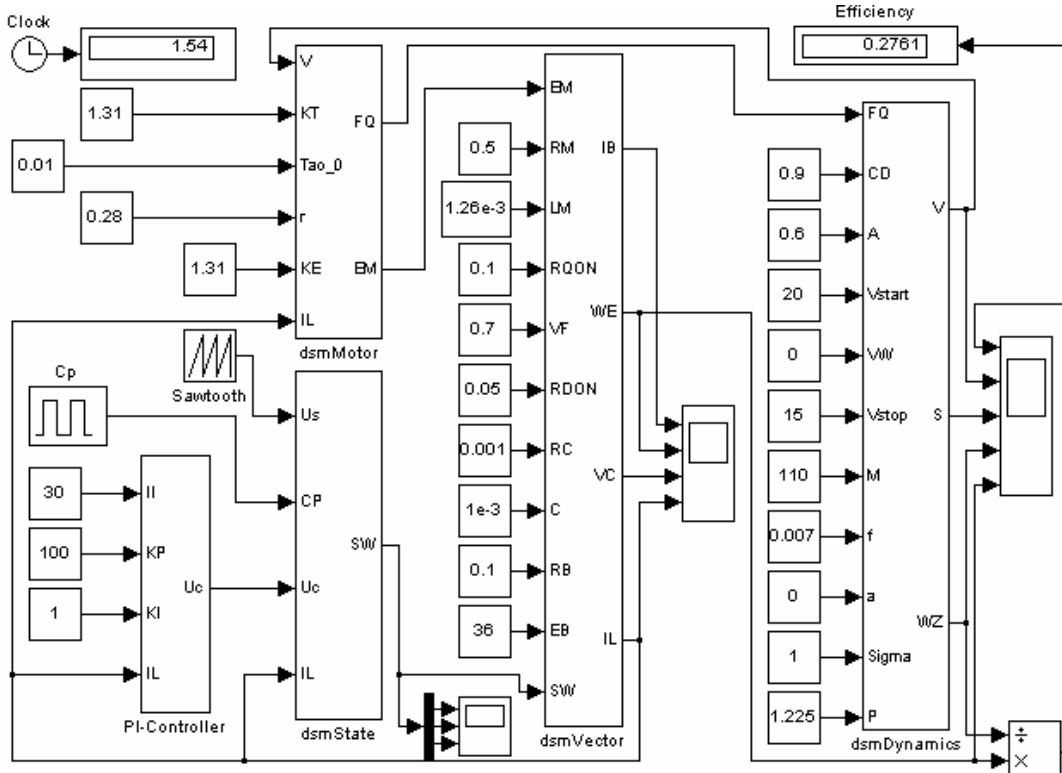 Clock
1.54
Efficiency
0.2761
V
1.31
KT
0.01
Tao_0
0.28
r
1.31
KE
IL
FQ
EM
dsmMotor
Sawtooth
Cp
30
II
100
KP
1
KI
IL
Uc
PI-Controller
Us
CP
Uc
IL
SW
dsmState
EM
0.5
RM
1.26e-3
LM
0.1
RQON
0.7
VF
0.05
RDON
0.001
RC
1e-3
C
0.1
RB
36
EB
SW
IB
WE
VC
IL
dsmVector
FQ
0.9
CD
0.6
A
20
Vstart
0
VW
15
Vstop
110
M
0.007
f
0
a
1
Sigma
1.225
P
V
S
WZ
dsmDynamics
÷
×